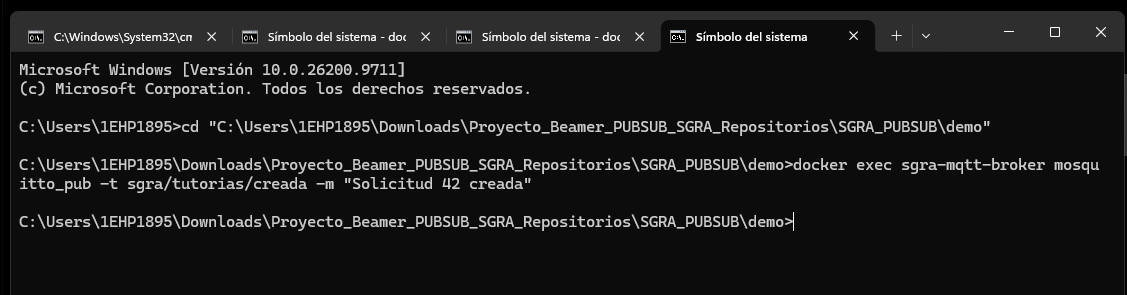 C:\Windows\System32\cm
Símbolo del sistema - doc
Símbolo del sistema - doc
Símbolo del sistema
Microsoft Windows [Versión 10.0.26200.9711]
(c) Microsoft Corporation. Todos los derechos reservados.
C:\Users\1EHP1895>cd "C:\Users\1EHP1895\Downloads\Proyecto_Beamer_PUBSUB_SGRA_Repositorios\SGRA_PUBSUB\demo"
C:\Users\1EHP1895\Downloads\Proyecto_Beamer_PUBSUB_SGRA_Repositorios\SGRA_PUBSUB\demo>docker exec sgra-mqtt-broker mosqu
itto_pub -t sgra/tutorias/creada -m "Solicitud 42 creada"
C:\Users\1EHP1895\Downloads\Proyecto_Beamer_PUBSUB_SGRA_Repositorios\SGRA_PUBSUB\demo>